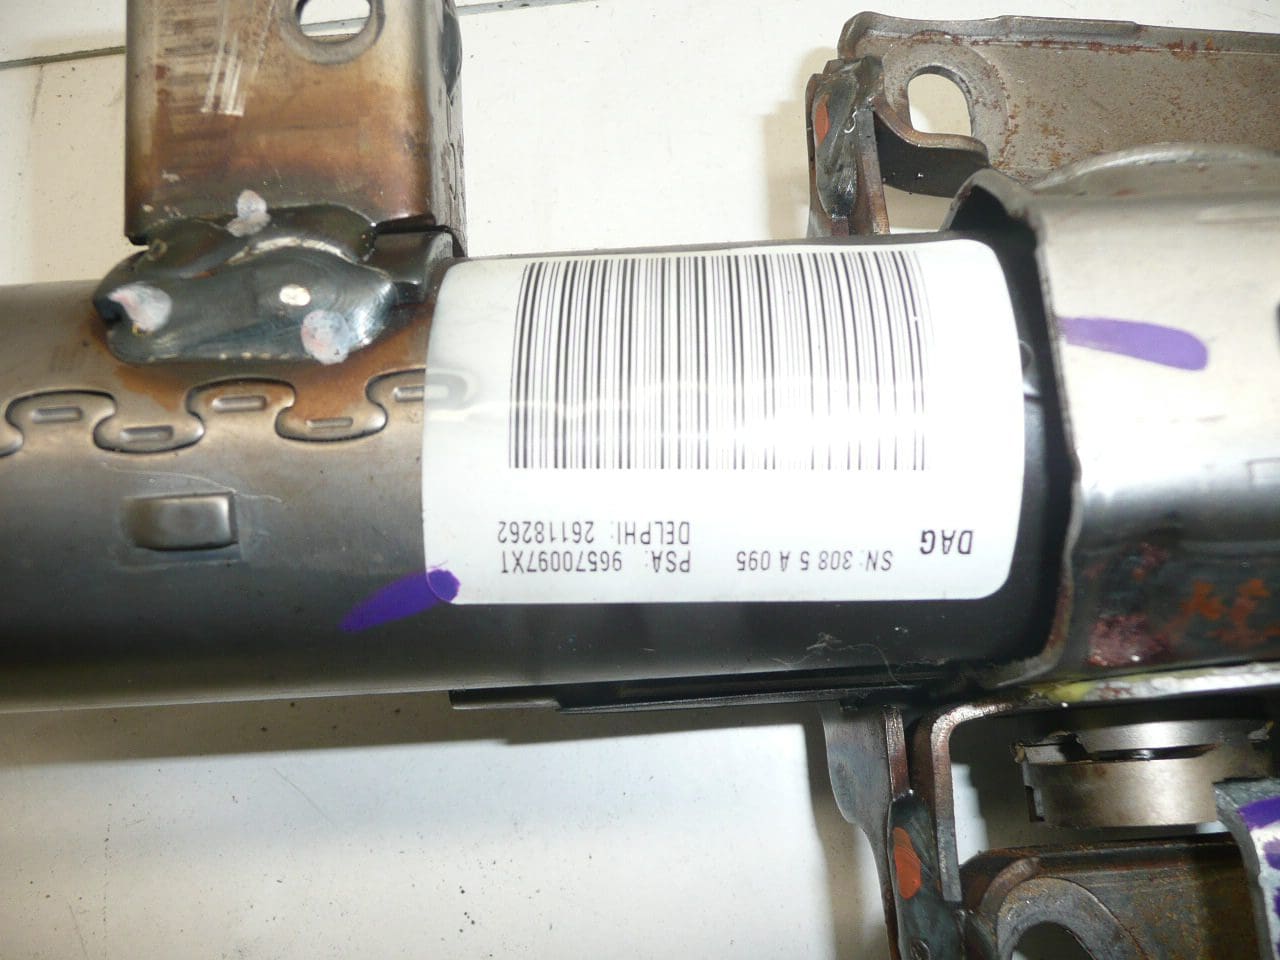 DAG
SN: 308 5 A 095
PSA: 96570097XT
DELPHI: 26118262